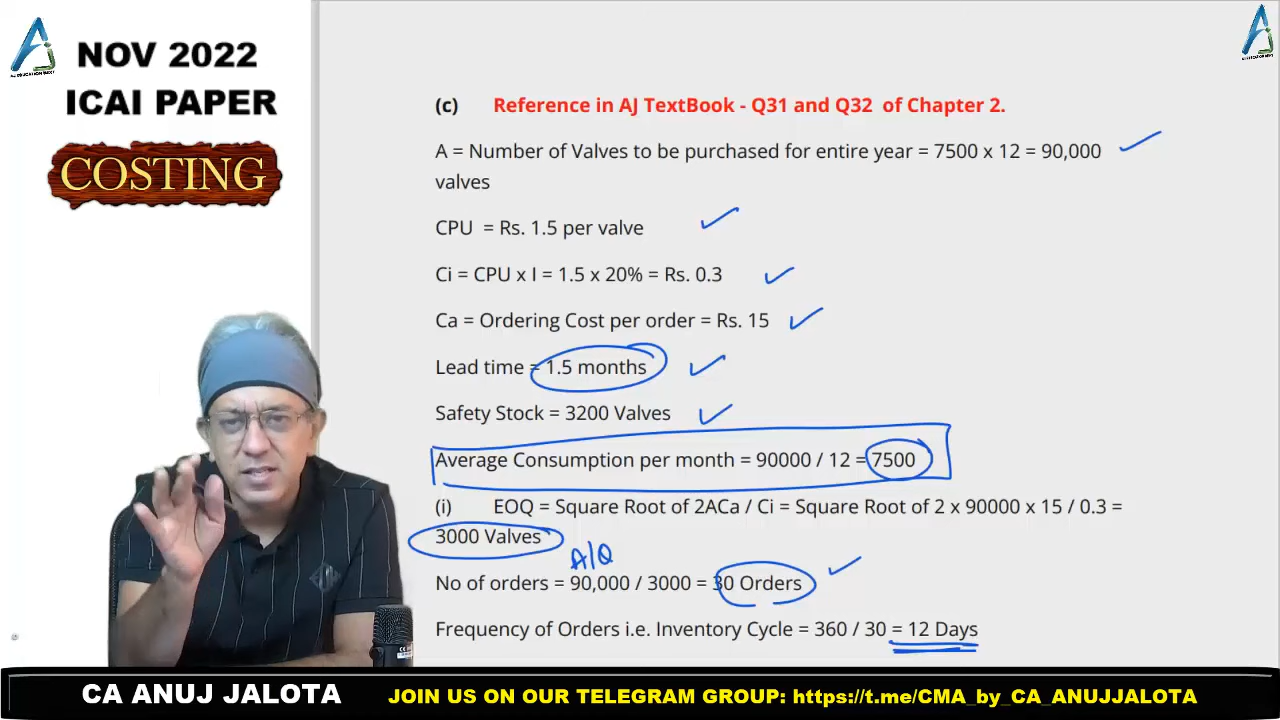 NOV 2022
ICAI PAPER
COSTING
(c) Reference in AJ TextBook - Q31 and Q32 of Chapter 2.
A = Number of Valves to be purchased for entire year = 7500 x 12 = 90,000
valves
CPU = Rs. 1.5 per valve
Ci = CPU x I = 1.5 x 20% = Rs. 0.3
Ca = Ordering Cost per order = Rs. 15
Lead time = 1.5 months
Safety Stock = 3200 Valves
Average Consumption per month = 90000 / 12 = 7500
(i) EOQ = Square Root of 2ACa / Ci = Square Root of 2 x 90000 x 15 / 0.3 =
3000 Valves
A/Q
No of orders = 90,000 / 3000 = 30 Orders
Frequency of Orders i.e. Inventory Cycle = 360 / 30 = 12 Days
CA ANUJ JALOTA
JOIN US ON OUR TELEGRAM GROUP: https://t.me/CMA_by_CA_ANUJJALOTA